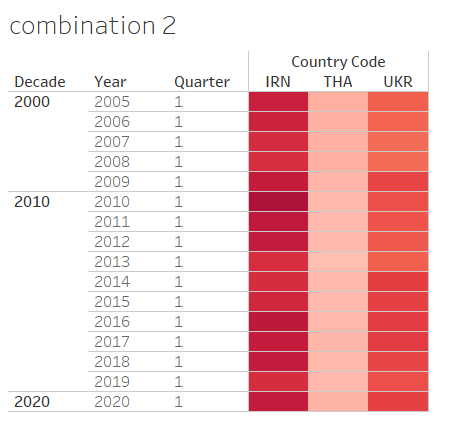 combination 2
Country Code
Decade Year Quarter IRN THA UKR
2000 2005 1
2006 1
2007 1
2008 1
2009 1
2010 2010 1
2011 1
2012 1
2013 1
2014 1
2015 1
2016 1
2017 1
2018 1
2019 1
2020 2020 1